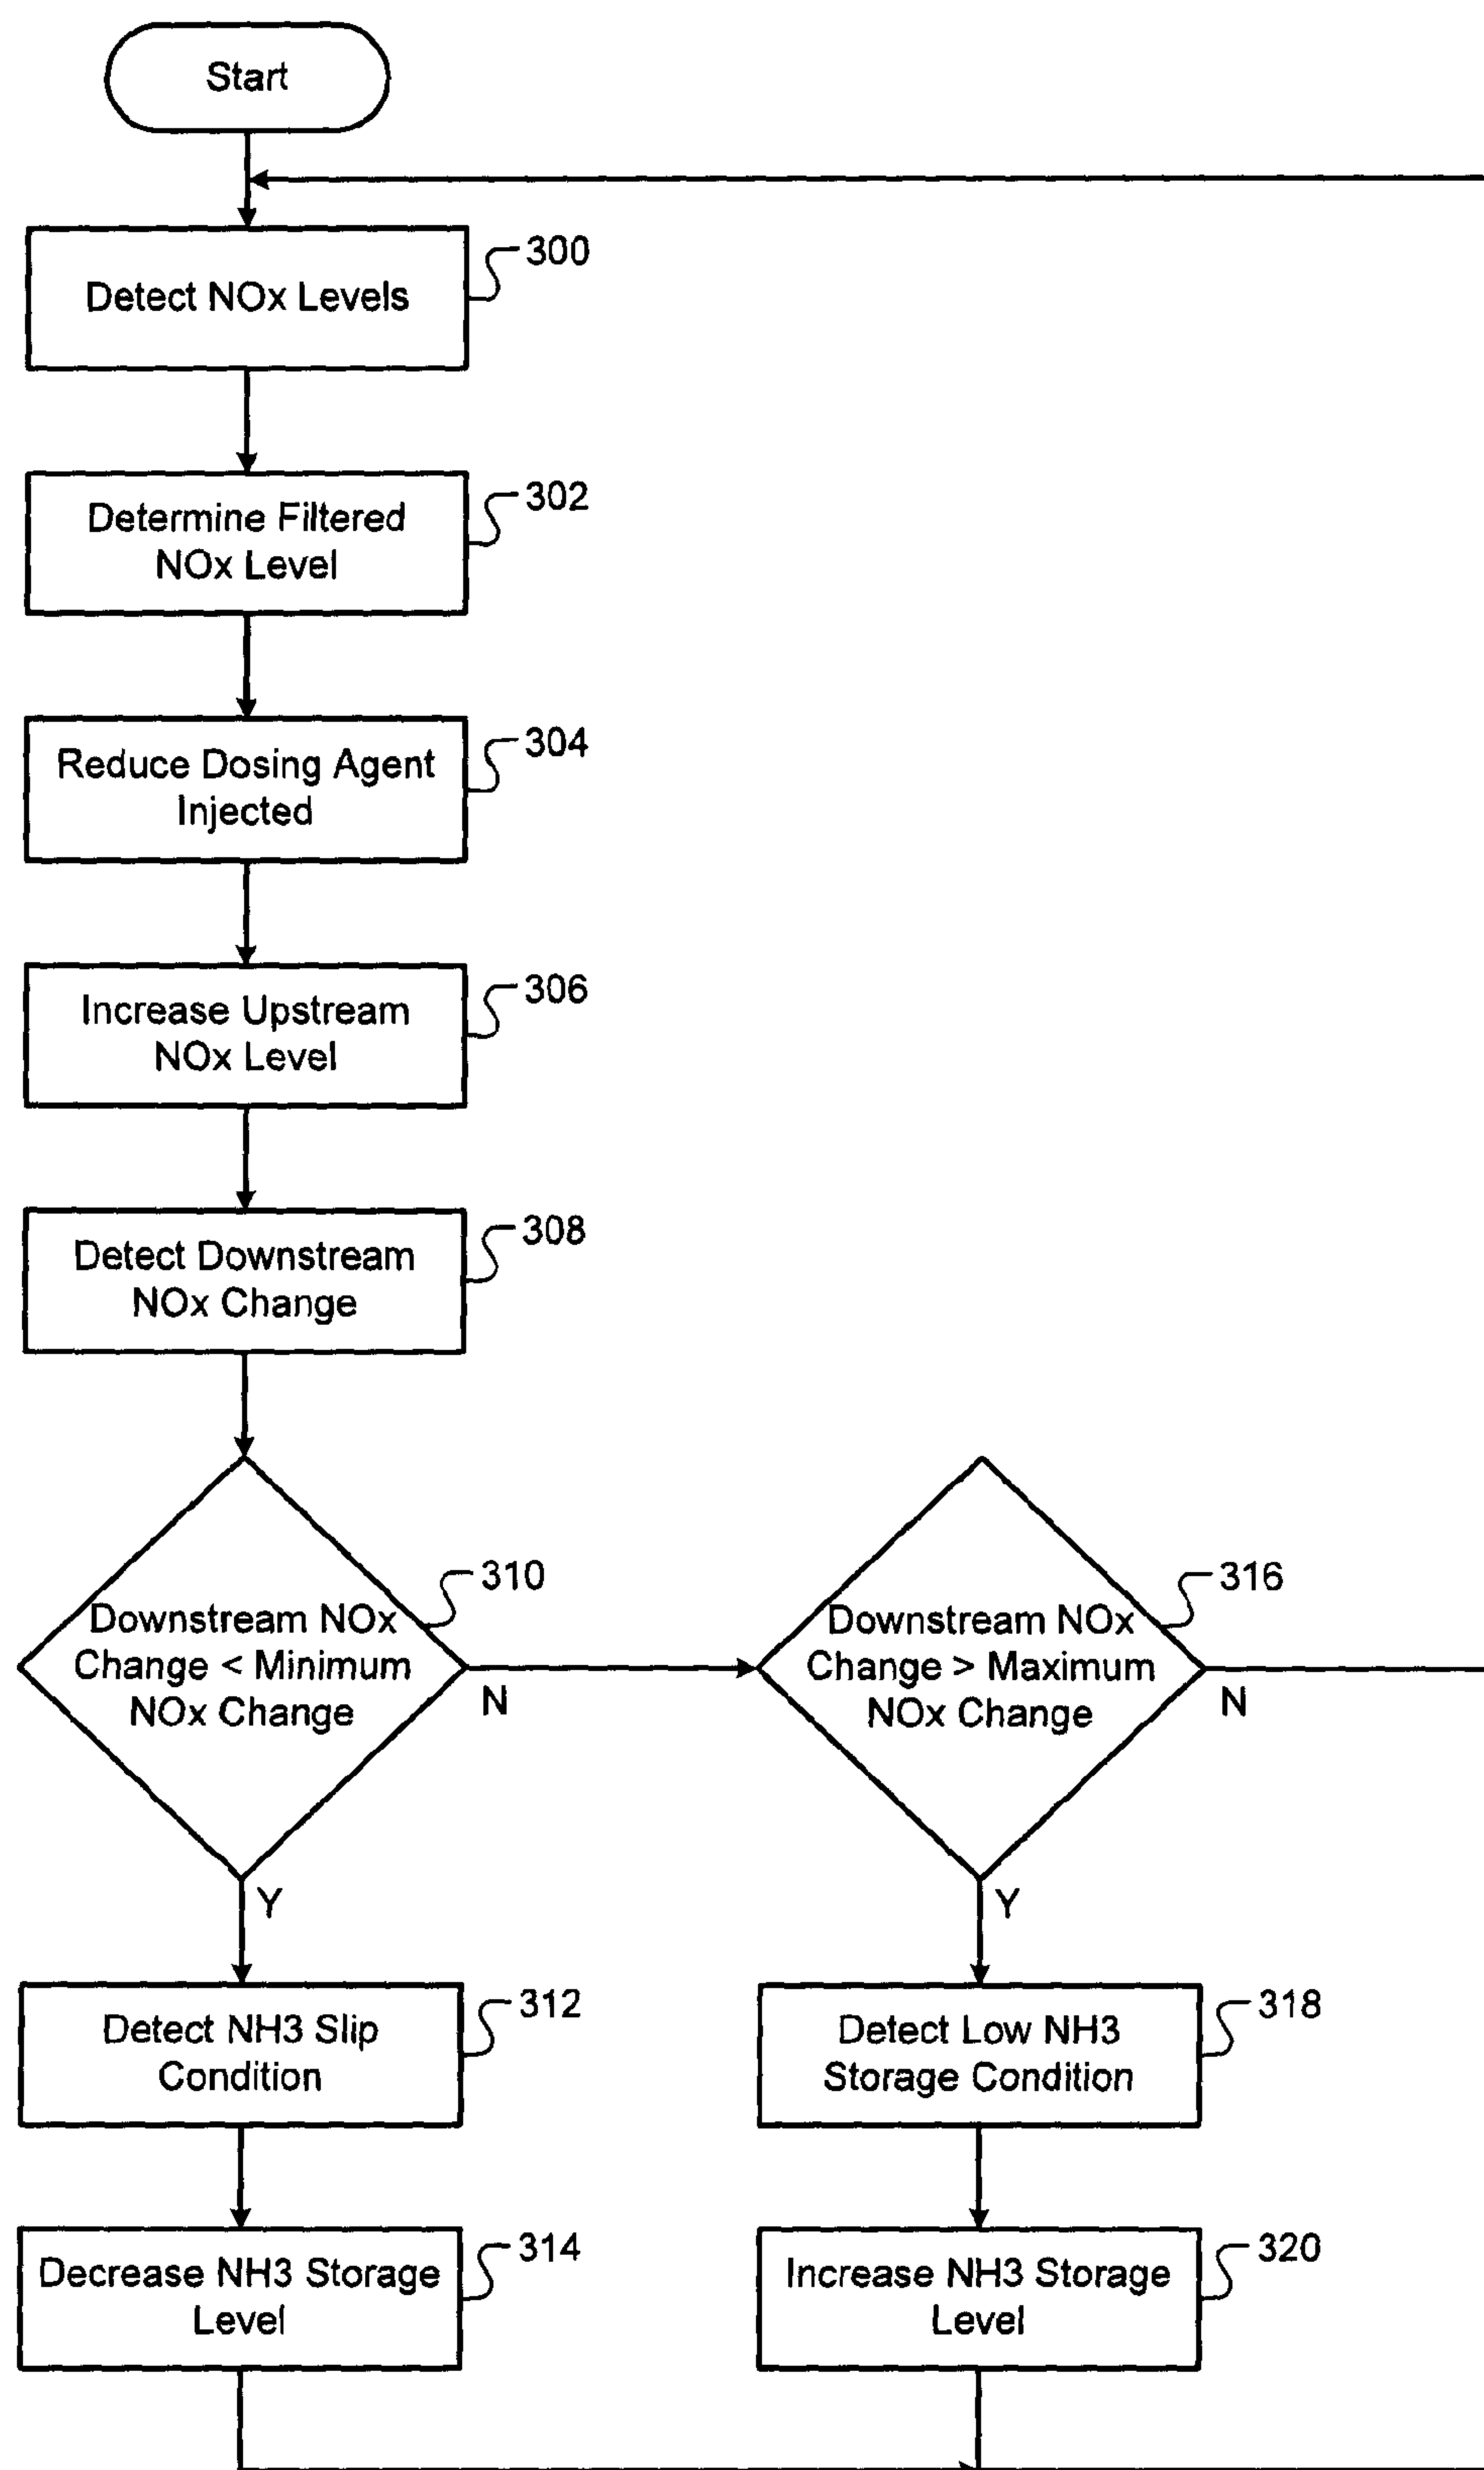 Start
300
Detect NOx Levels
302
Determine Filtered
NOx Level
304
Reduce Dosing Agent
Injected
306
Increase Upstream
NOx Level
308
Detect Downstream
NOx Change
310
Downstream NOx
Change < Minimum
NOx Change
N
Y
316
Downstream NOx
Change > Maximum
NOx Change
N
Y
312
Detect NH3 Slip
Condition
318
Detect Low NH3
Storage Condition
314
Decrease NH3 Storage
Level
320
Increase NH3 Storage
Level